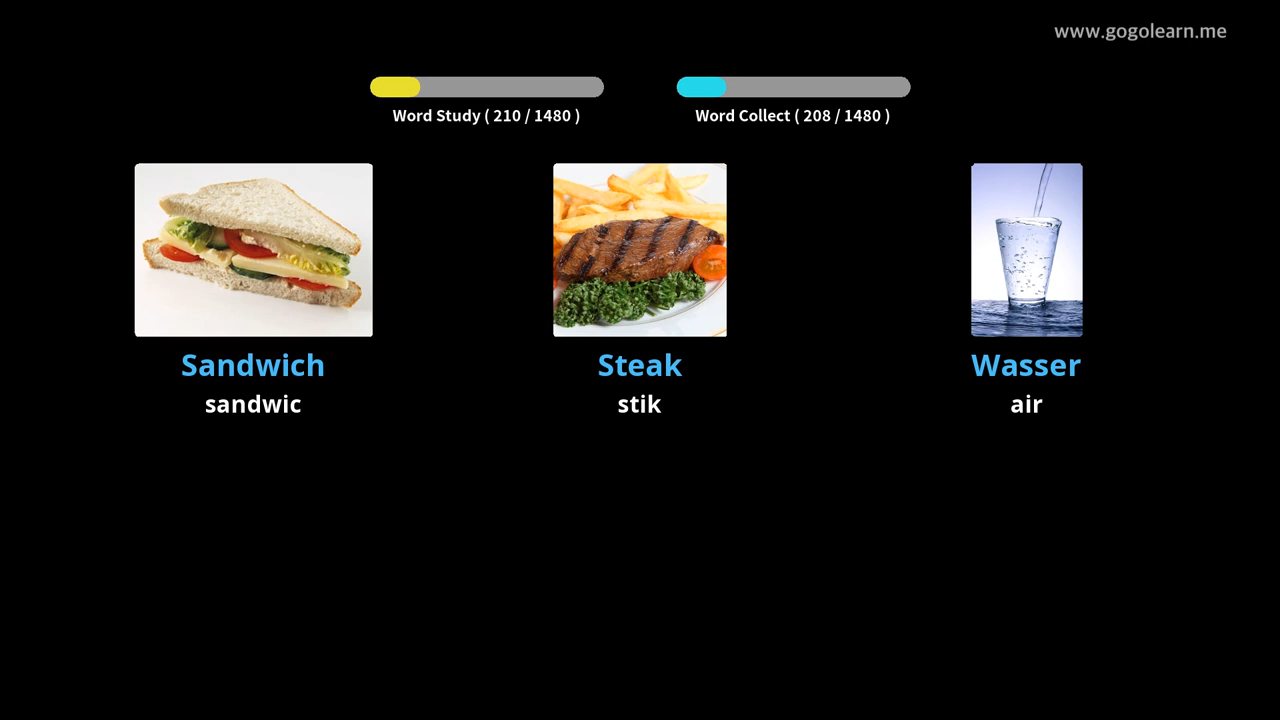 www.gogolearn.me
Word Study ( 210 / 1480 )
Word Collect ( 208 / 1480 )
Sandwich
sandwic
Steak
stik
Wasser
air